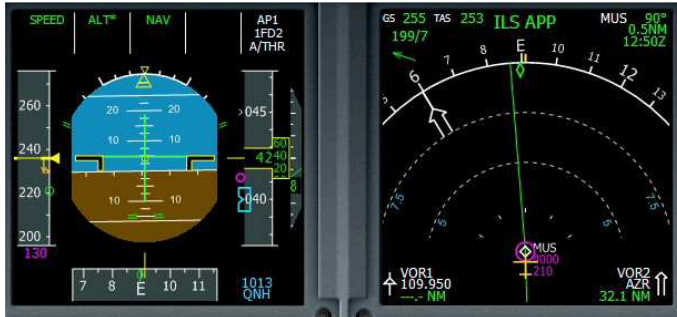 SPEED ALT* NAV AP1
1FD2
A/THR
260
240
220
200
130
20 20
10 10
10 10
045
60
42 40
20
040
8
7 8 E 10 11
1013
QNH
GS 255 TAS 253 ILS APP MUS 90°
199/7 0.5NM
12:50Z
6 7 8 E 10 11 12 13
7.5 7.5
5 5
MUS
210
VOR1
109.950
--.- NM
VOR2
AZR
32.1 NM